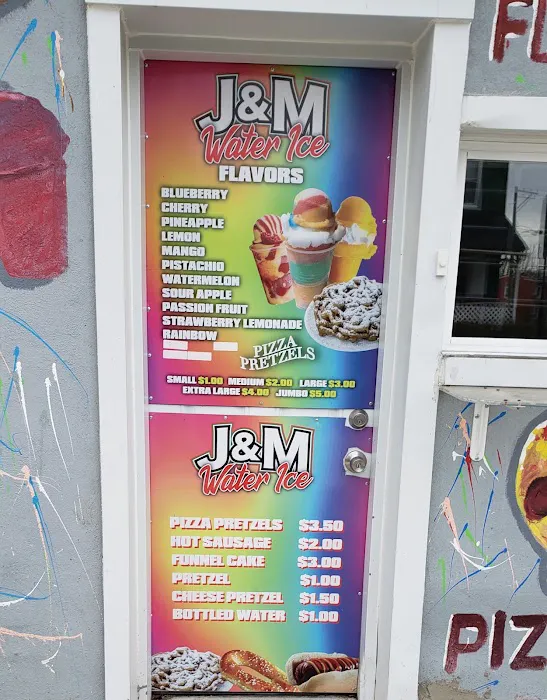 J&M
Water Ice
FLAVORS
BLUEBERRY
CHERRY
PINEAPPLE
LEMON
MANGO
PISTACHIO
WATERMELON
SOUR APPLE
PASSION FRUIT
STRAWBERRY LEMONADE
RAINBOW
PIZZA
PRETZELS
SMALL $1.00 MEDIUM $2.00 LARGE $3.00
EXTRA LARGE $4.00 JUMBO $5.00
J&M
Water Ice
PIZZA PRETZELS $3.50
HOT SAUSAGE $2.00
FUNNEL CAKE $3.00
PRETZEL $1.00
CHEESE PRETZEL $1.50
BOTTLED WATER $1.00